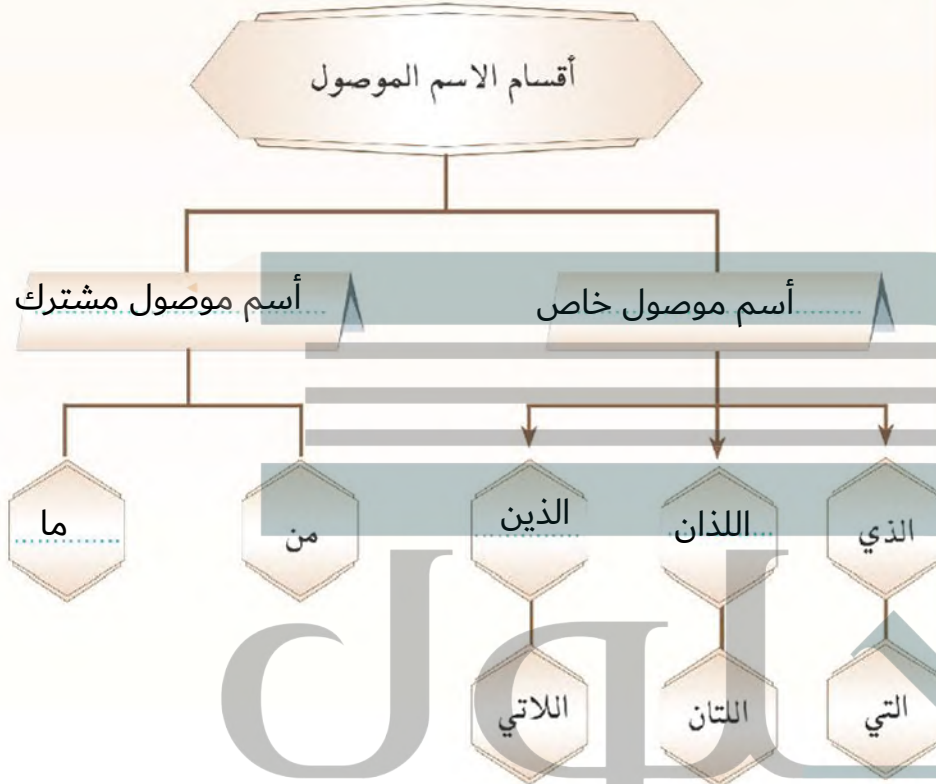 أقسام الاسم الموصول
أسم موصول خاص
أسم موصول مشترك
الذي
اللذان
الذين
من
ما
التي
اللتان
اللاتي